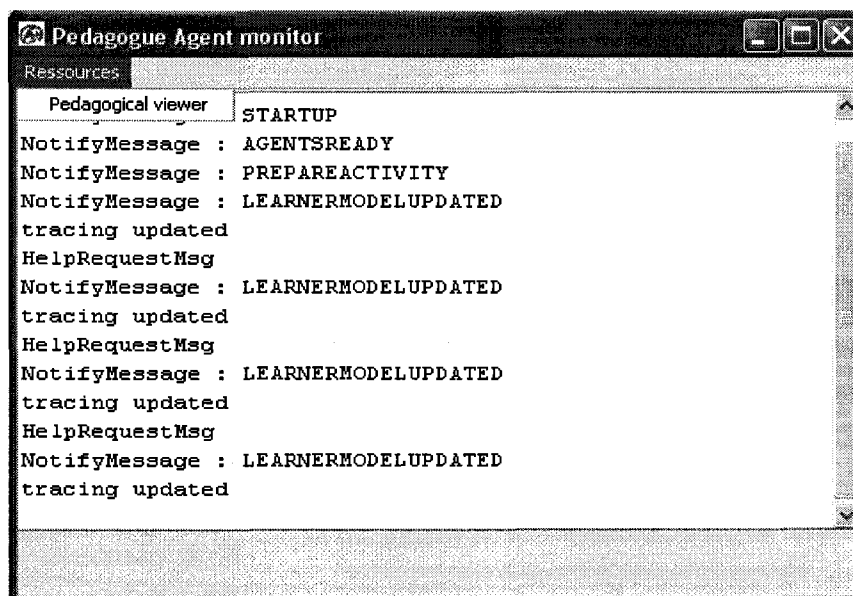 Pedagogue Agent monitor
Ressources
Pedagogical viewer
STARTUP
NotifyMessage : AGENTSREADY
NotifyMessage : PREPAREACTIVITY
NotifyMessage : LEARNERMODELUPDATED
tracing updated
HelpRequestMsg
NotifyMessage : LEARNERMODELUPDATED
tracing updated
HelpRequestMsg
NotifyMessage : LEARNERMODELUPDATED
tracing updated
HelpRequestMsg
NotifyMessage : LEARNERMODELUPDATED
tracing updated